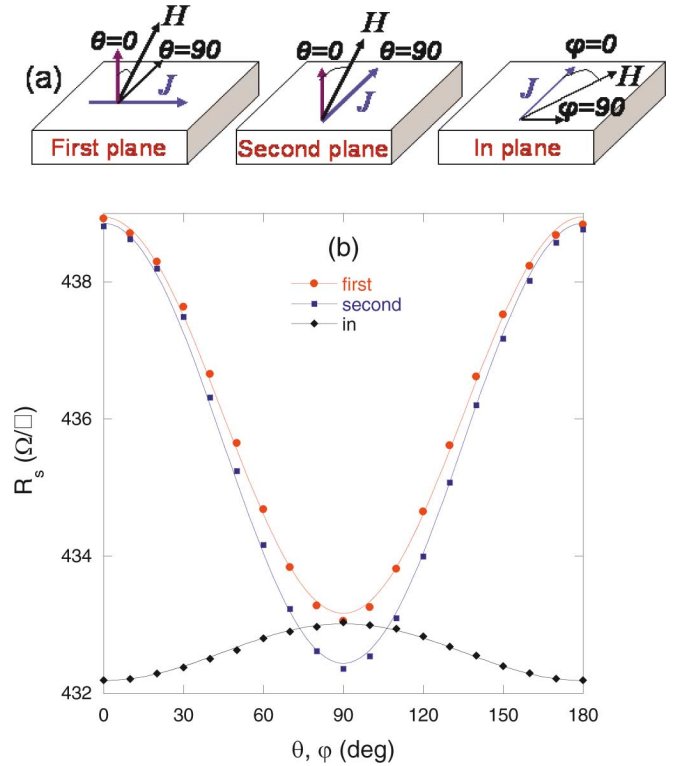 (a)
θ=0 H θ=90 J
First plane
θ=0 H θ=90 J
Second plane
φ=0 J H φ=90
In plane
(b)
first
second
in
438
436
434
432
R s (Ω/□)
0 30 60 90 120 150 180
θ, φ (deg)